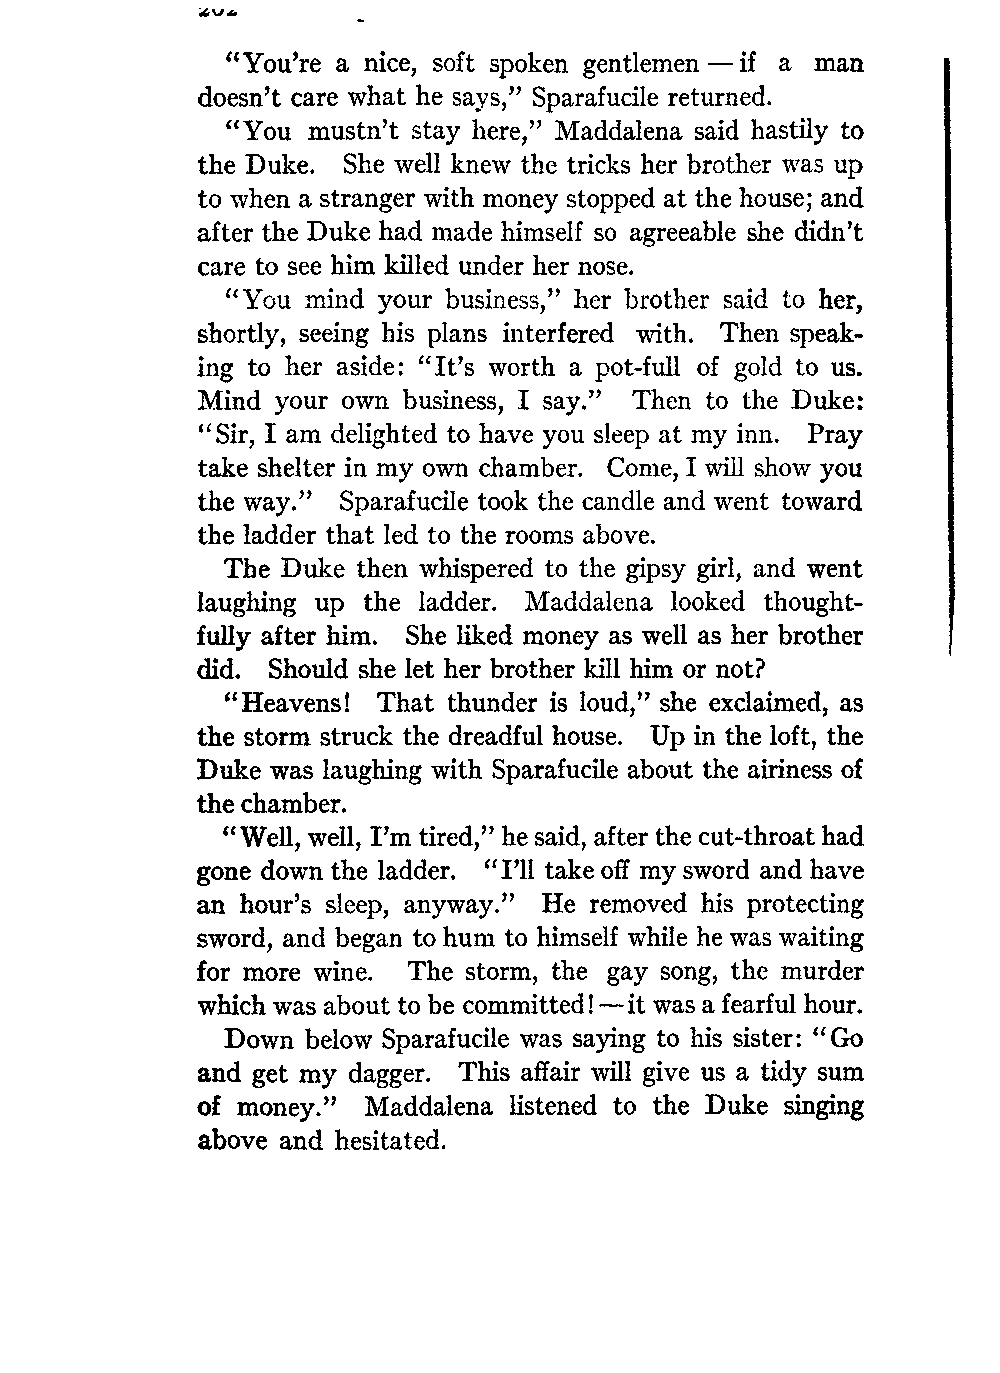 "You're a nice, soft spoken gentlemen — if a man
doesn't care what he says," Sparafucile returned.
"You mustn't stay here," Maddalena said hastily to
the Duke. She well knew the tricks her brother was up
to when a stranger with money stopped at the house; and
after the Duke had made himself so agreeable she didn't
care to see him killed under her nose.
"You mind your business," her brother said to her,
shortly, seeing his plans interfered with. Then speak-
ing to her aside: "It's worth a pot-full of gold to us.
Mind your own business, I say." Then to the Duke:
"Sir, I am delighted to have you sleep at my inn. Pray
take shelter in my own chamber. Come, I will show you
the way." Sparafucile took the candle and went toward
the ladder that led to the rooms above.
The Duke then whispered to the gipsy girl, and went
laughing up the ladder. Maddalena looked thought-
fully after him. She liked money as well as her brother
did. Should she let her brother kill him or not?
"Heavens! That thunder is loud," she exclaimed, as
the storm struck the dreadful house. Up in the loft, the
Duke was laughing with Sparafucile about the airiness of
the chamber.
"Well, well, I'm tired," he said, after the cut-throat had
gone down the ladder. "I'll take off my sword and have
an hour's sleep, anyway." He removed his protecting
sword, and began to hum to himself while he was waiting
for more wine. The storm, the gay song, the murder
which was about to be committed! — it was a fearful hour.
Down below Sparafucile was saying to his sister: "Go
and get my dagger. This affair will give us a tidy sum
of money." Maddalena listened to the Duke singing
above and hesitated.